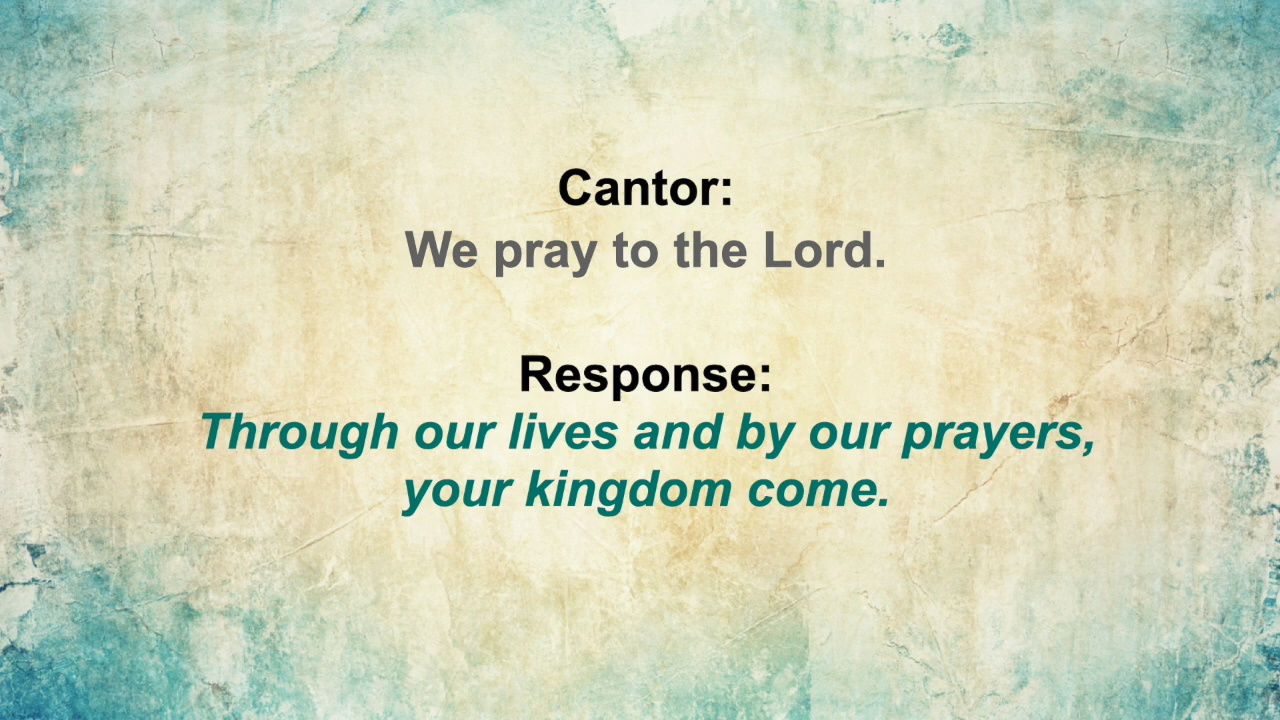 Cantor:
We pray to the Lord.
Response:
Through our lives and by our prayers,
your kingdom come.